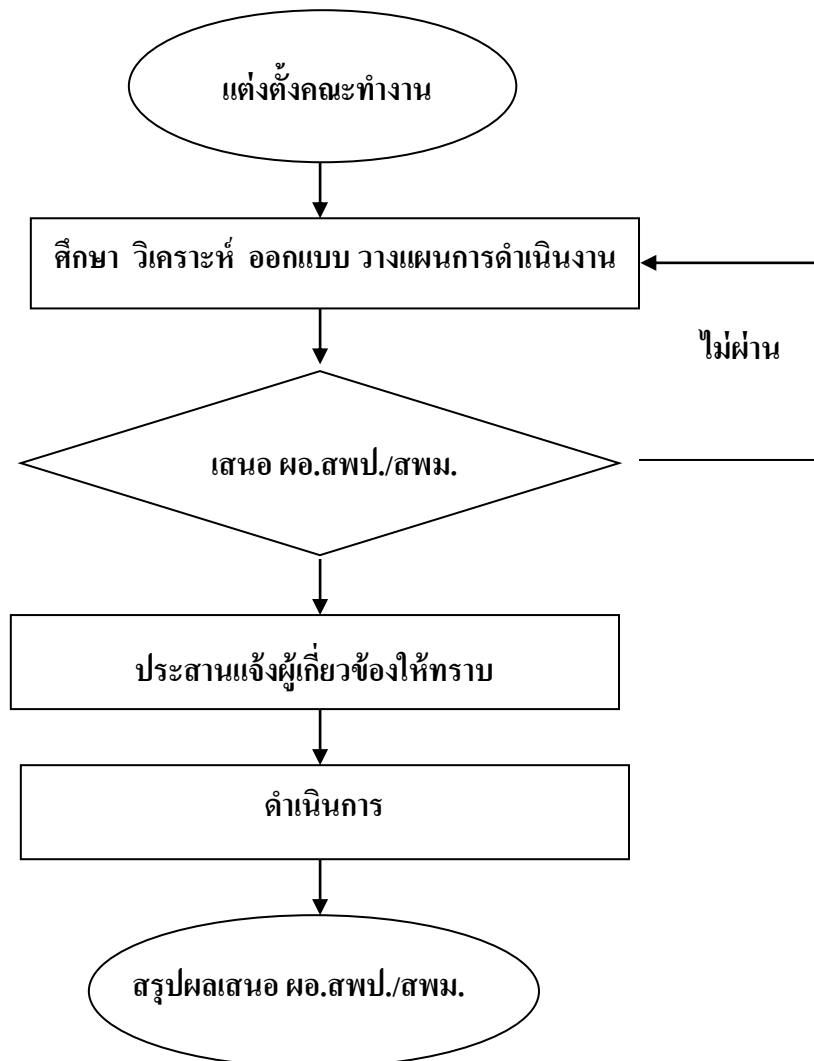 แต่งตั้งคณะทำงาน
ศึกษา วิเคราะห์ ออกแบบ วางแผนการดำเนินงาน
ไม่ผ่าน
เสนอ ผอ.สพป./สพม.
ประสานแจ้งผู้เกี่ยวข้องให้ทราบ
ดำเนินการ
สรุปผลเสนอ ผอ.สพป./สพม.